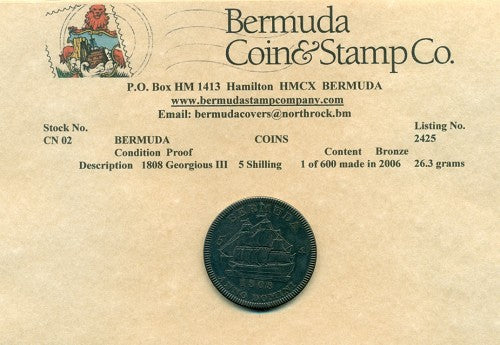 Bermuda
Coin&Stamp Co.
P.O. Box HM 1413 Hamilton HMCX BERMUDA
www.bermudastampcompany.com
Email: bermudacovers@northrock.bm
Stock No. Listing No.
CN 02 BERMUDA COINS 2425
Condition Proof Content Bronze
Description 1808 Georgious III 5 Shilling 1 of 600 made in 2006 26.3 grams
BERMUDA
1808